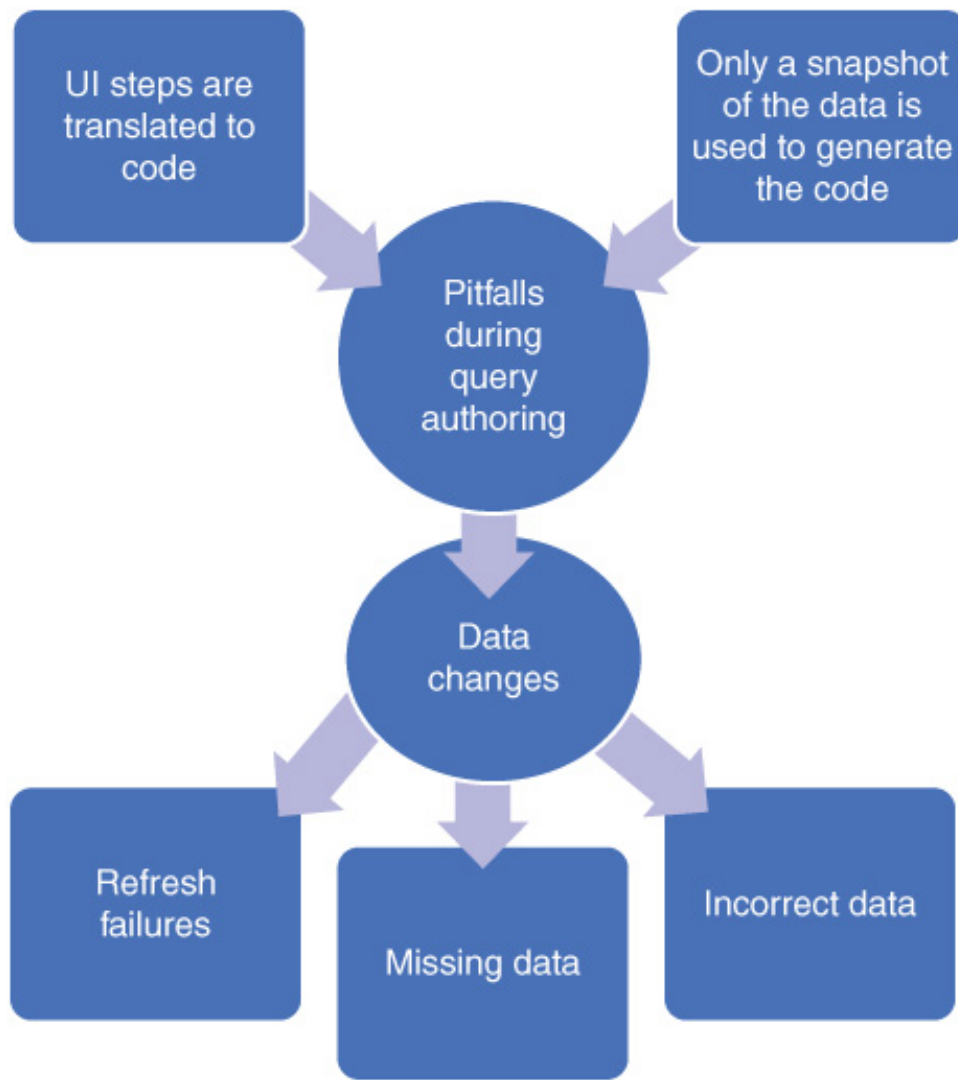 UI steps are
translated to
code
Only a snapshot
of the data is
used to generate
the code
Pitfalls
during
query
authoring
Data
changes
Refresh
failures
Missing data
Incorrect data